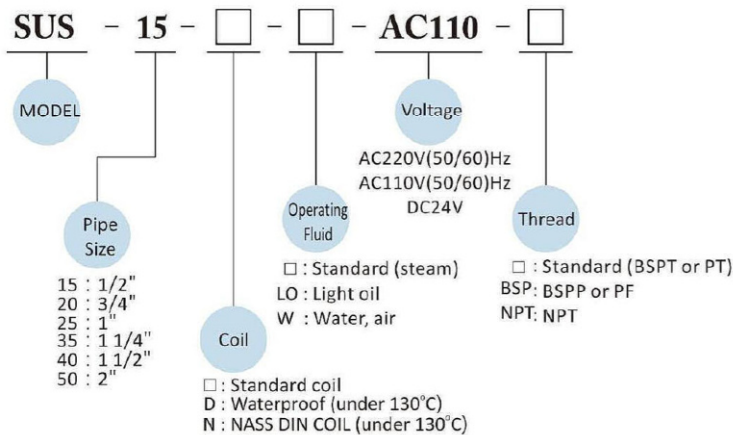 SUS - 15 - □ - □ - AC110 - □
MODEL
Pipe
Size
15 : 1/2"
20 : 3/4"
25 : 1"
35 : 1 1/4"
40 : 1 1/2"
50 : 2"
Coil
□ : Standard coil
D : Waterproof (under 130°C)
N : NASS DIN COIL (under 130°C)
Operating
Fluid
□ : Standard (steam)
LO : Light oil
W : Water, air
Voltage
AC220V(50/60)Hz
AC110V(50/60)Hz
DC24V
Thread
□ : Standard (BSPT or PT)
BSP: BSPP or PF
NPT: NPT